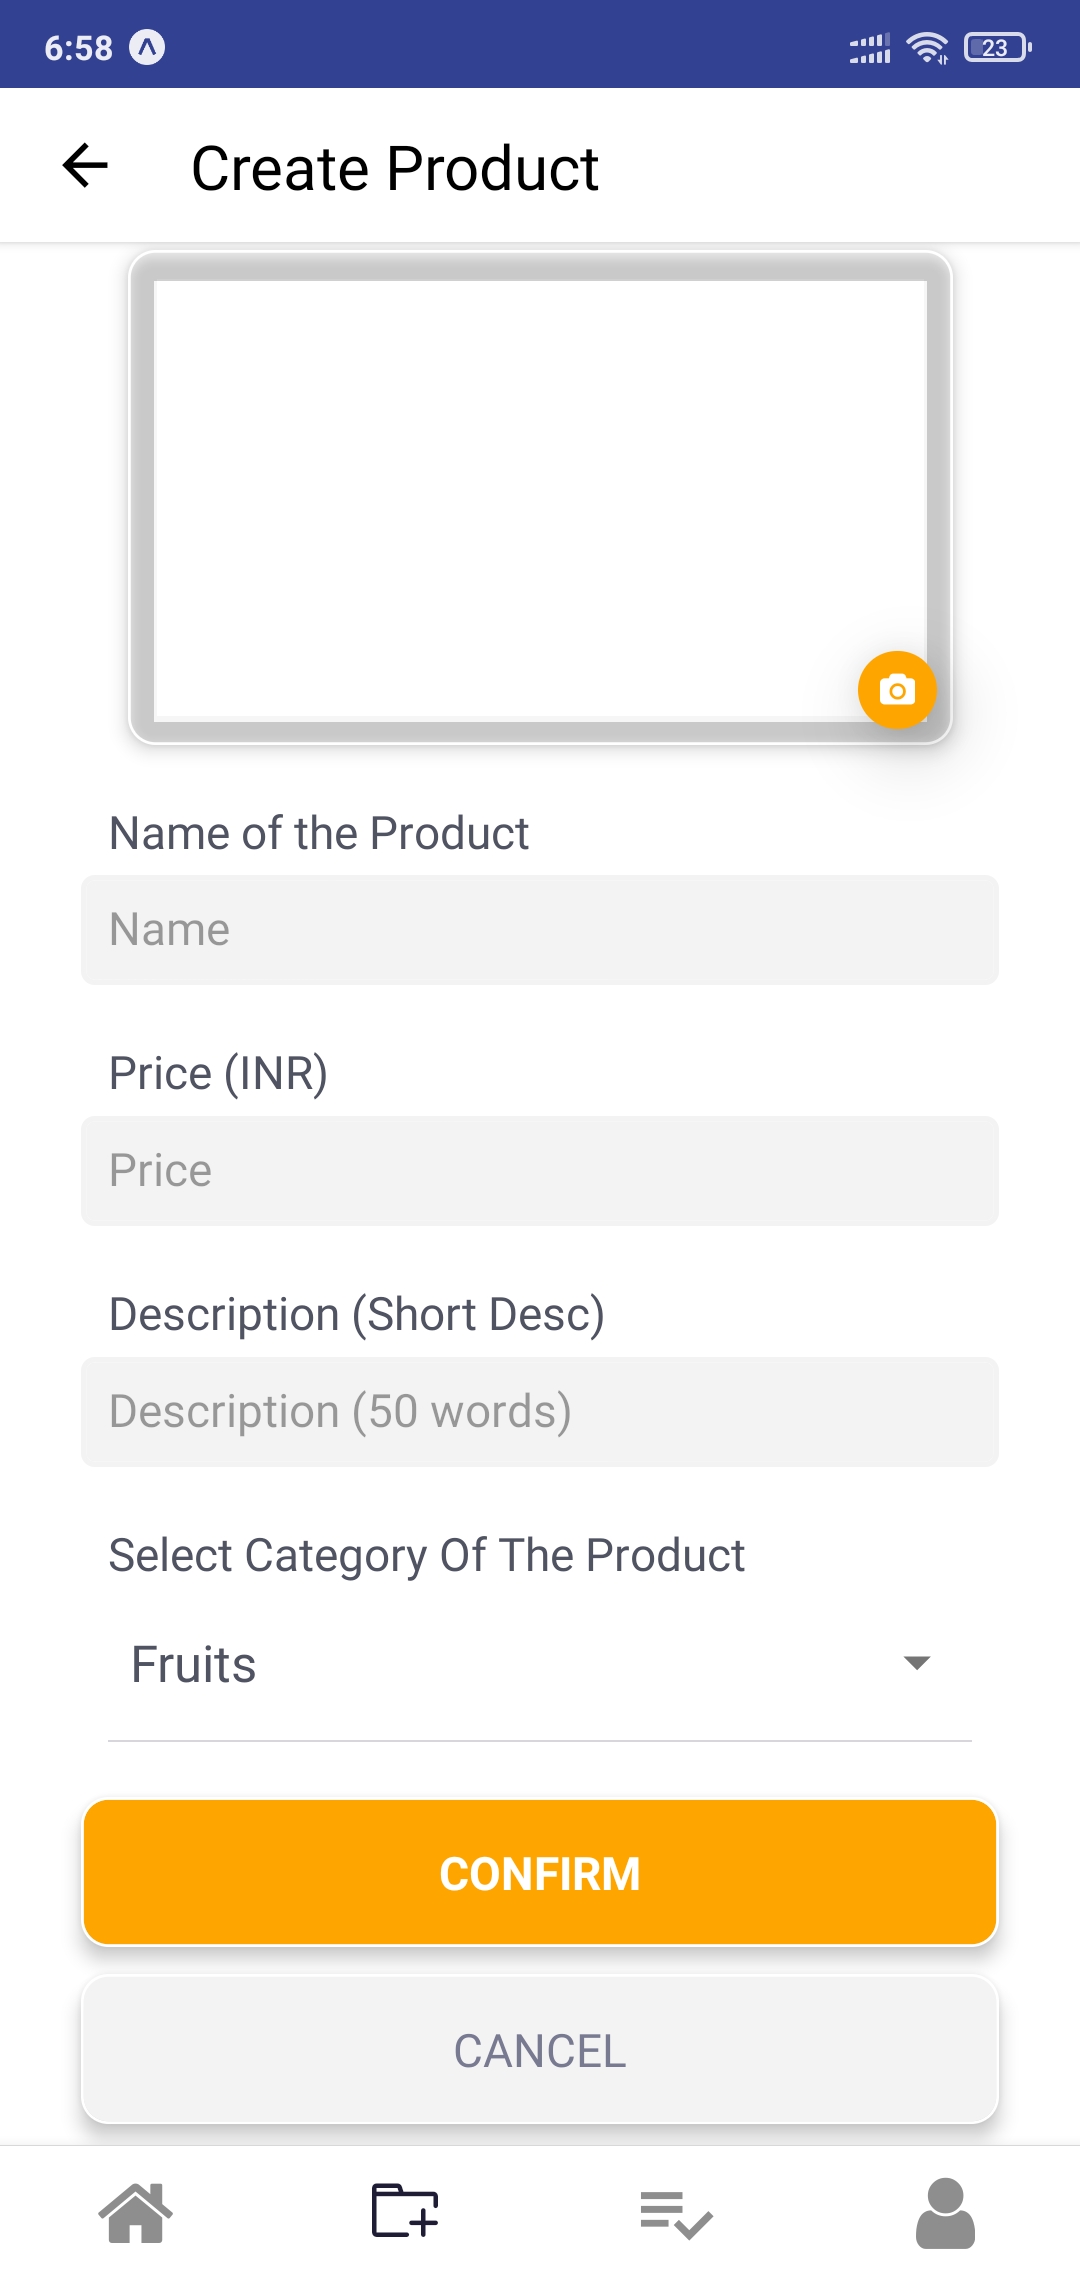 6:58
23
Create Product
Name of the Product
Name
Price (INR)
Price
Description (Short Desc)
Description (50 words)
Select Category Of The Product
Fruits
CONFIRM
CANCEL